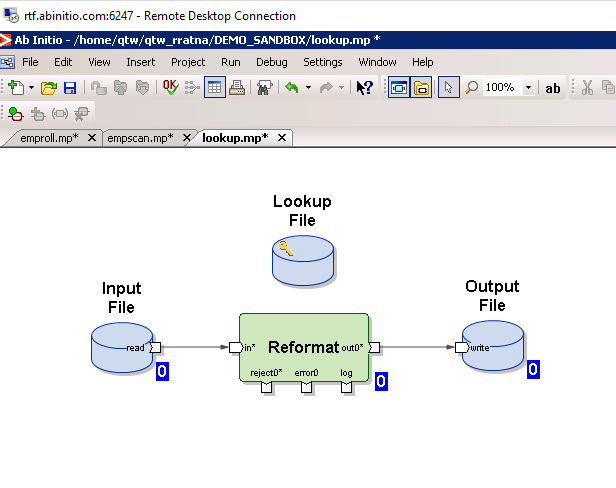 rtf.abinitio.com:6247 - Remote Desktop Connection
Ab Initio - /home/qtw/qtw_rratna/DEMO_SANDBOX/lookup.mp *
File Edit View Insert Project Run Debug Settings Window Help
QK 100% ab
emproll.mp* empscan.mp* lookup.mp*
Lookup
File
Input
File
Output
File
read in* Reformat out0* write
reject0* error0 log
0 0 0